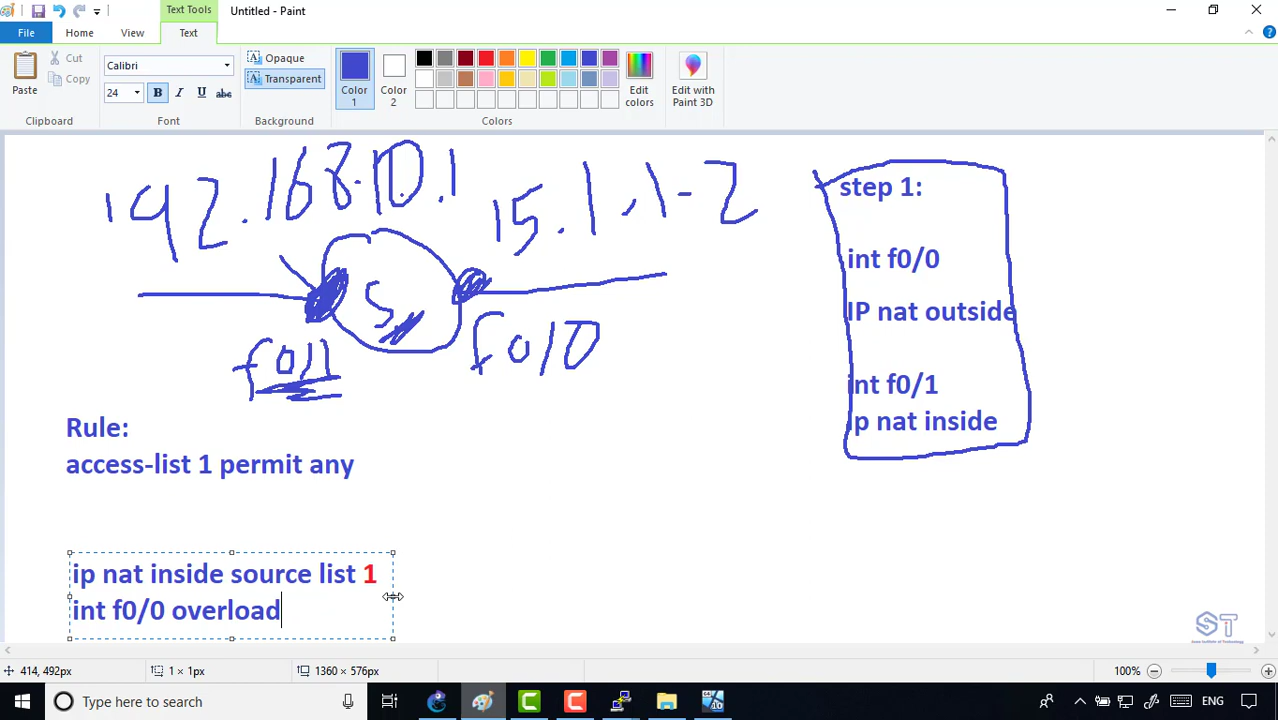 Text Tools
Untitled - Paint
File
Home
View
Text
Paste
Cut
Copy
Clipboard
Calibri
24
B I U abc
Font
Opaque
Transparent
Background
Color 1
Color 2
Colors
Edit colors
Edit with Paint 3D
192.168.10.1
15.1.1-2
f0/1
f0/0
step 1:
int f0/0
IP nat outside
int f0/1
ip nat inside
Rule:
access-list 1 permit any
ip nat inside source list 1
int f0/0 overload
ST
414, 492px
1 × 1px
1360 × 576px
100%
Type here to search
ENG